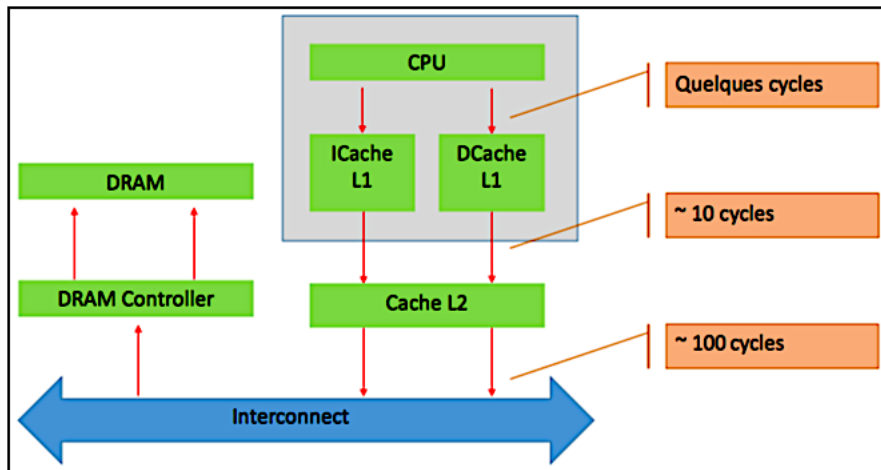 CPU
Quelques cycles
ICache
L1
DCache
L1
DRAM
~ 10 cycles
DRAM Controller
Cache L2
~ 100 cycles
Interconnect